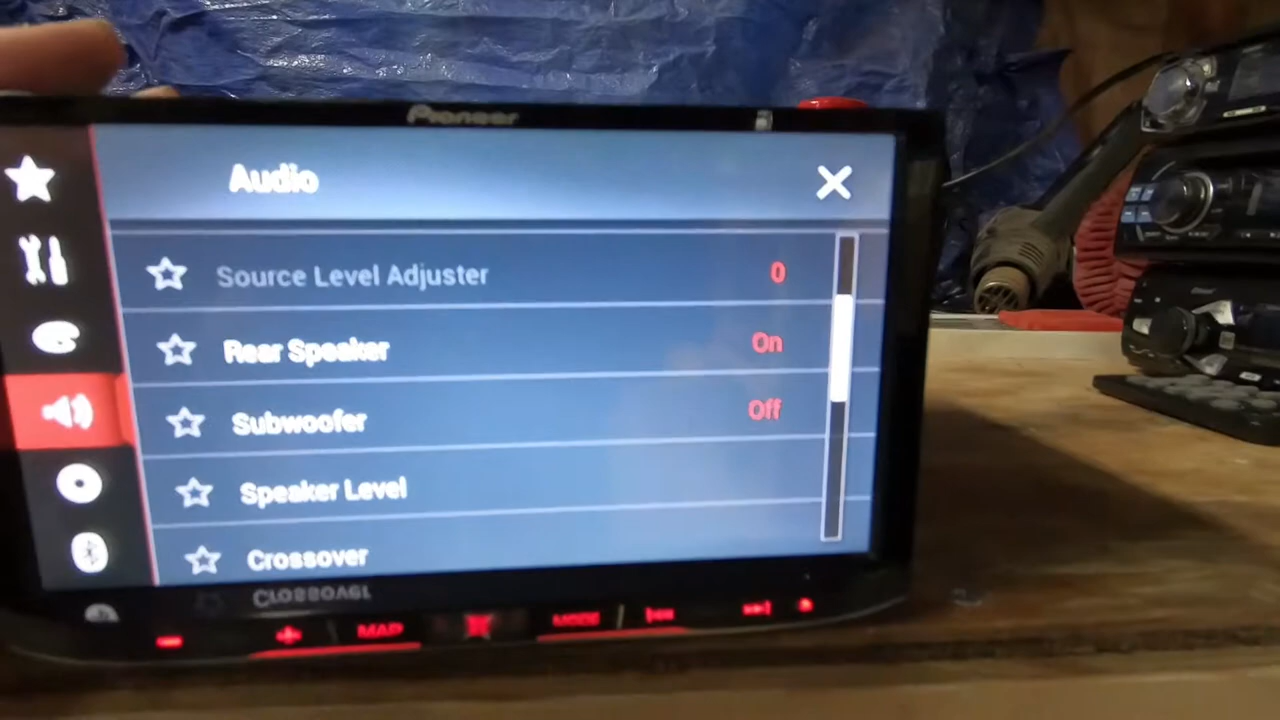 Pioneer
Audio
Source Level Adjuster 0
Rear Speaker On
Subwoofer Off
Speaker Level
Crossover
MAP MODE